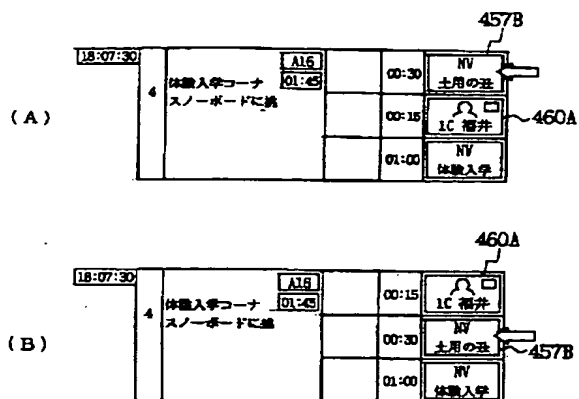 457B
18:07:30
A16
4
体験入学コーナ
01:45
スノーボードに挑
00:30
NV
土用の丑
(A)
00:15
1C 福井
460A
01:00
NV
体験入学
460A
18:07:30
A16
4
体験入学コーナ
01:45
スノーボードに挑
00:15
1C 福井
(B)
00:30
NV
土用の丑
457B
01:00
NV
体験入学